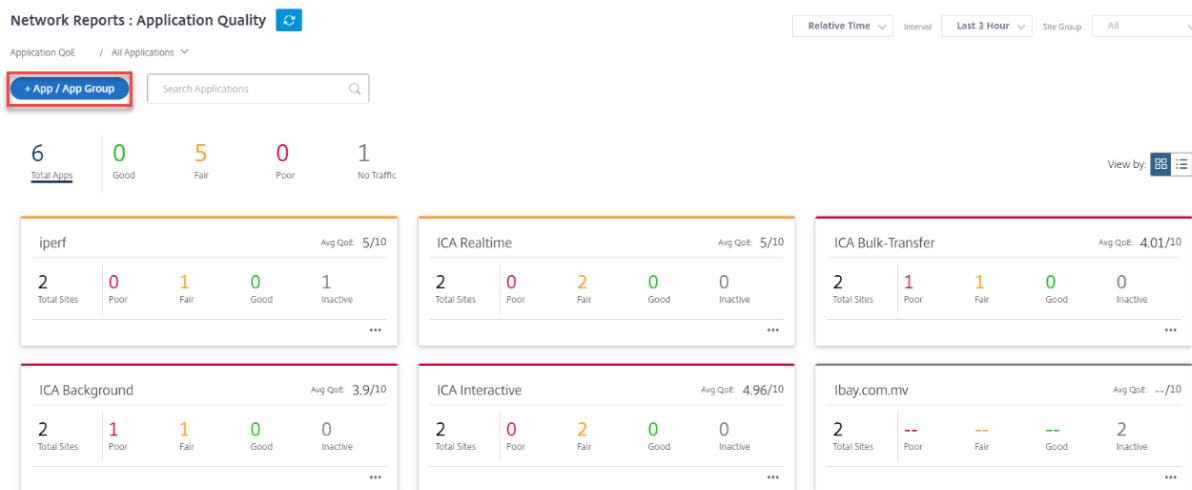 Network Reports : Application Quality
Relative Time Interval: Last 3 Hour Site Group: All
Application QoE / All Applications
+ App / App Group Search Applications
6 0 5 0 1
Total Apps Good Fair Poor No Traffic
View by:
iperf Avg QoE: 5/10
2 0 1 0 1
Total Sites Poor Fair Good Inactive
•••
ICA Realtime Avg QoE: 5/10
2 0 2 0 0
Total Sites Poor Fair Good Inactive
•••
ICA Bulk-Transfer Avg QoE: 4.01/10
2 1 1 0 0
Total Sites Poor Fair Good Inactive
•••
ICA Background Avg QoE: 3.9/10
2 1 1 0 0
Total Sites Poor Fair Good Inactive
•••
ICA Interactive Avg QoE: 4.96/10
2 0 2 0 0
Total Sites Poor Fair Good Inactive
•••
Ibay.com.mv Avg QoE: --/10
2 -- -- -- 2
Total Sites Poor Fair Good Inactive
•••